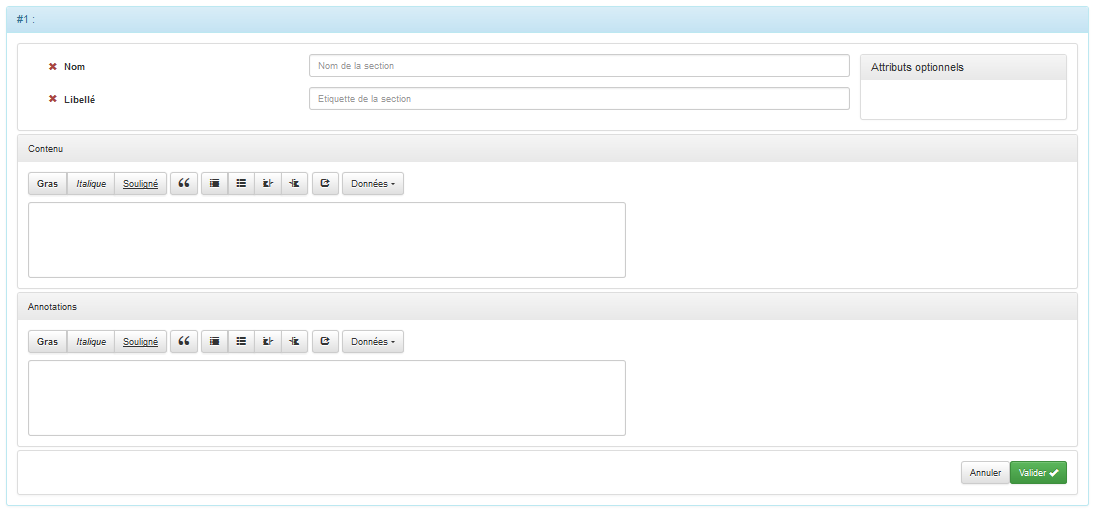 #1 :
Nom
Nom de la section
Attributs optionnels
Libellé
Etiquette de la section
Contenu
Gras Italique Souligné Données
Annotations
Gras Italique Souligné Données
Annuler Valider